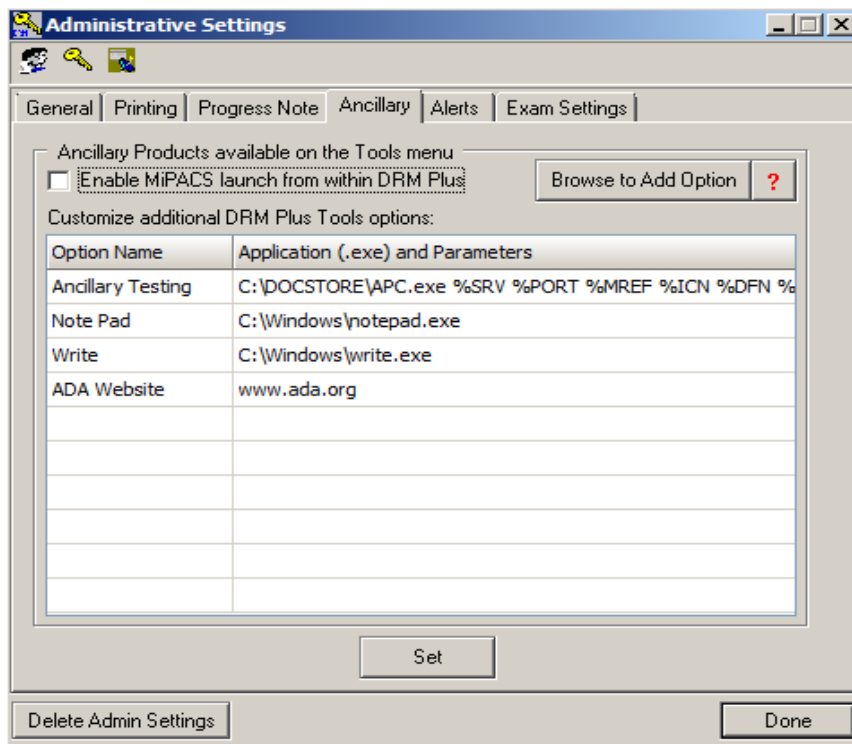 Administrative Settings
General Printing Progress Note Ancillary Alerts Exam Settings
Ancillary Products available on the Tools menu
Enable MiPACS launch from within DRM Plus Browse to Add Option ?
Customize additional DRM Plus Tools options:
Option Name Application (.exe) and Parameters
Ancillary Testing C:\DOCSTORE\APC.exe %SRV %PORT %MREF %ICN %DFN %
Note Pad C:\Windows\notepad.exe
Write C:\Windows\write.exe
ADA Website www.ada.org
Set
Delete Admin Settings Done